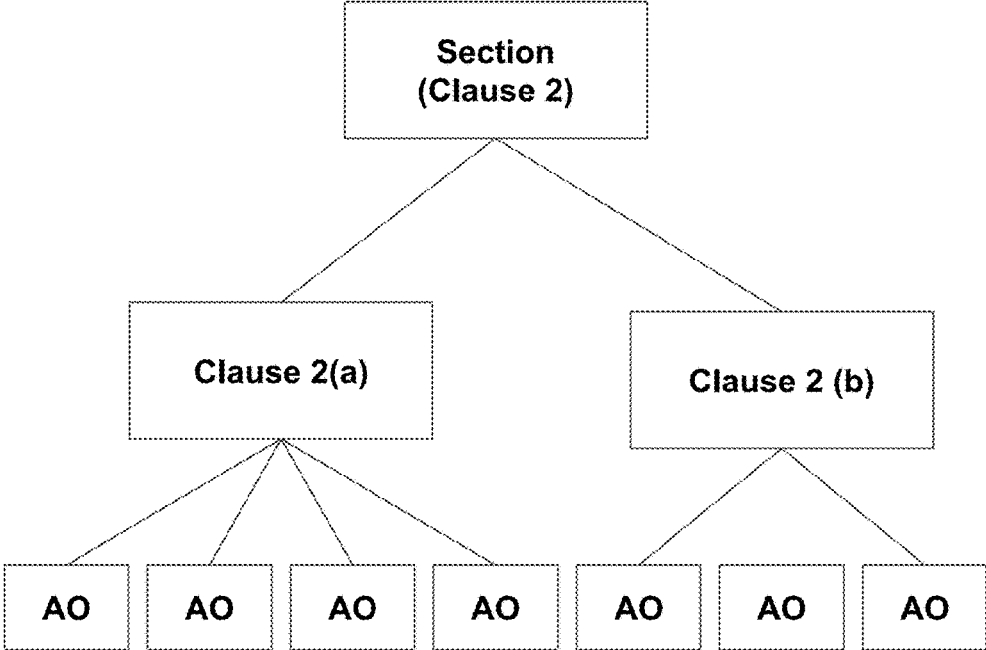 Section
(Clause 2)
Clause 2(a)
Clause 2 (b)
AO
AO
AO
AO
AO
AO
AO